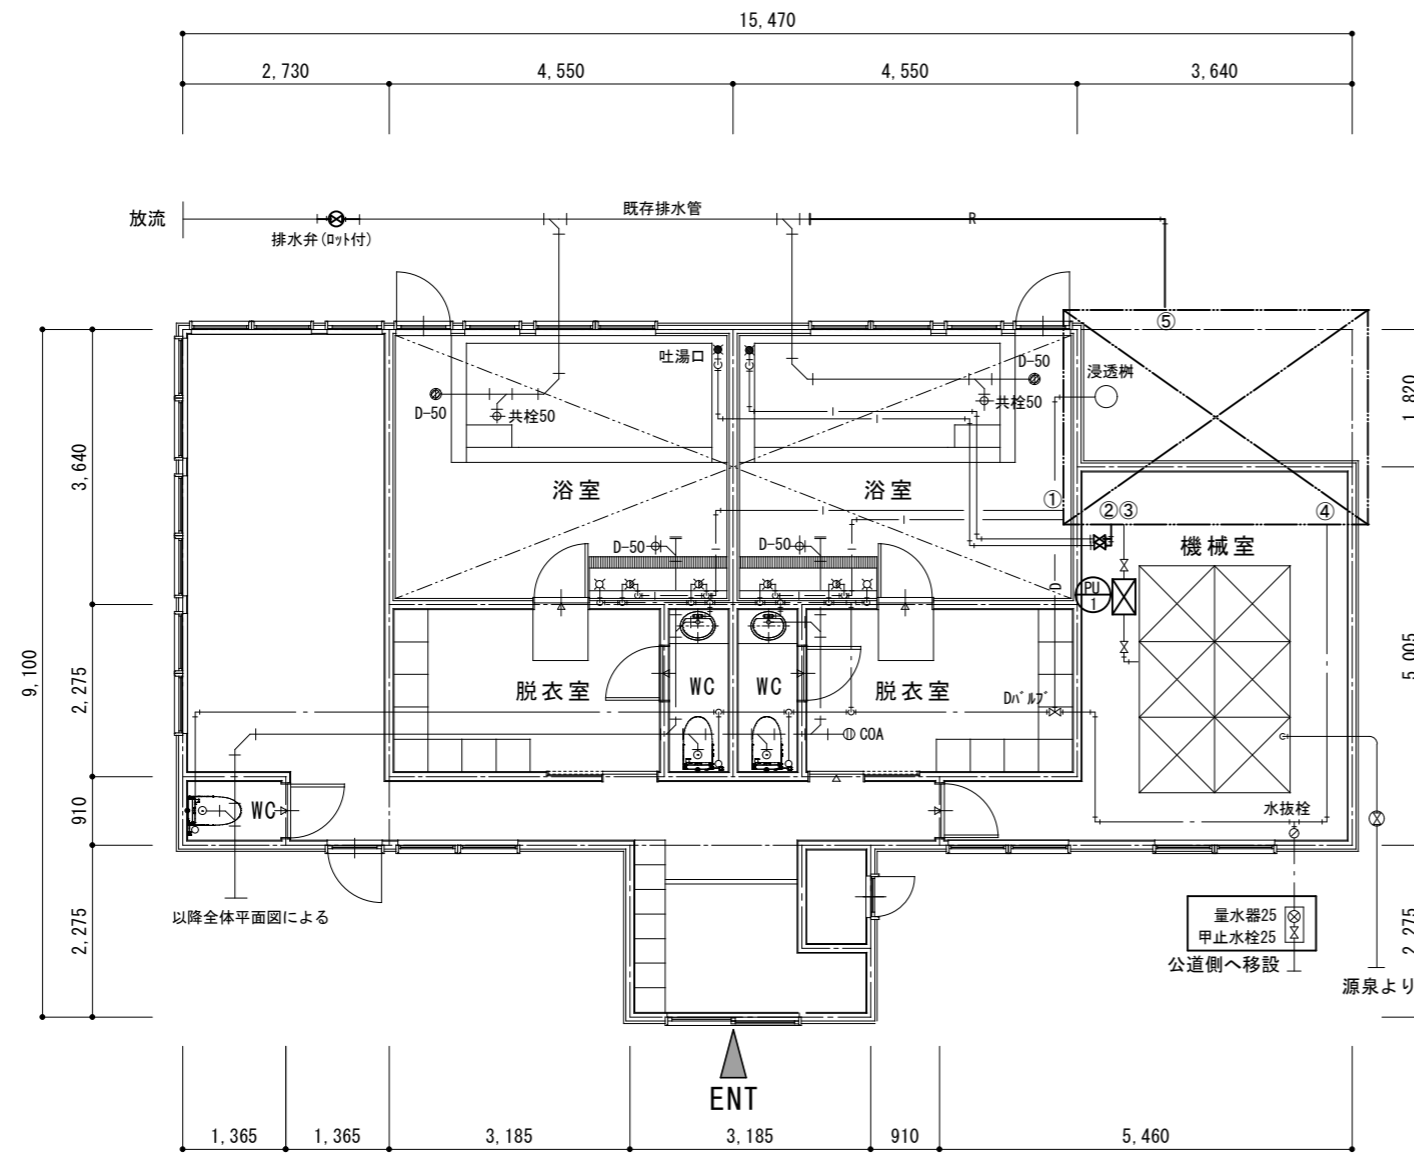 15,470
2,730
4,550
4,550
3,640
放流
排水弁(ロット付)
既存排水管
R
⑤
吐湯口
D-50
浸透桝
D-50
共栓50
共栓50
1,820
3,640
浴室
浴室
①
②③
④
D-50
D-50
機械室
D
PU
1
9,100
2,275
5,005
脱衣室
WC
WC
脱衣室
Dバルブ
COA
910
WC
水抜栓
以降全体平面図による
2,275
量水器25
甲止水栓25
2,275
公道側へ移設
源泉より
ENT
1,365
1,365
3,185
3,185
910
5,460